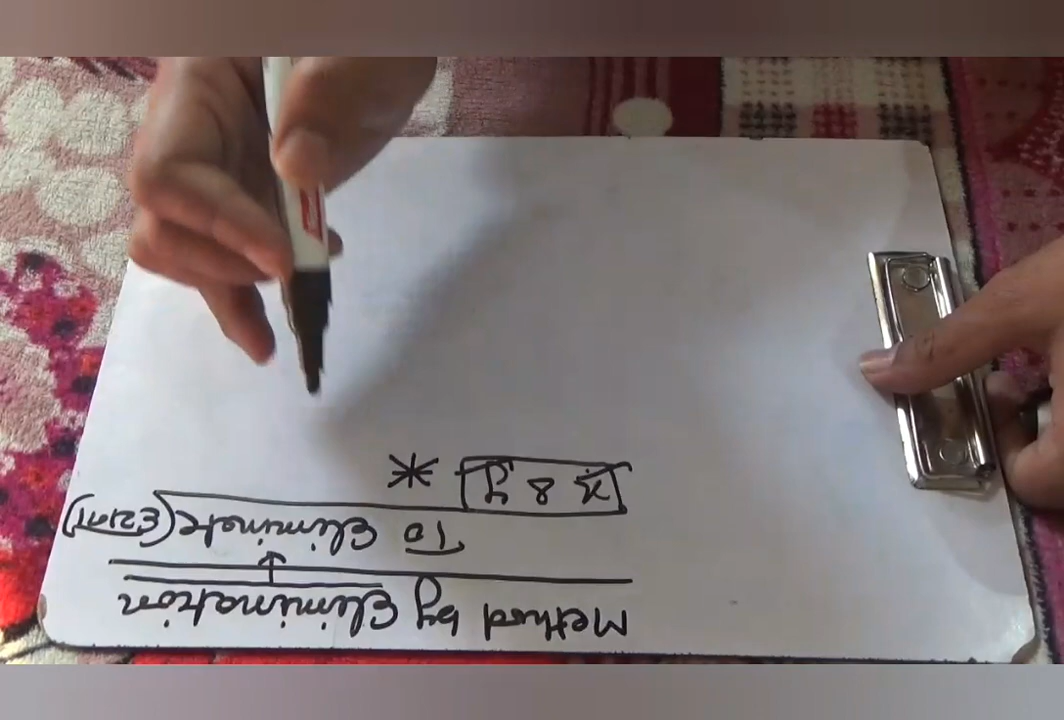 Method by Elimination
To Eliminate
x & y *